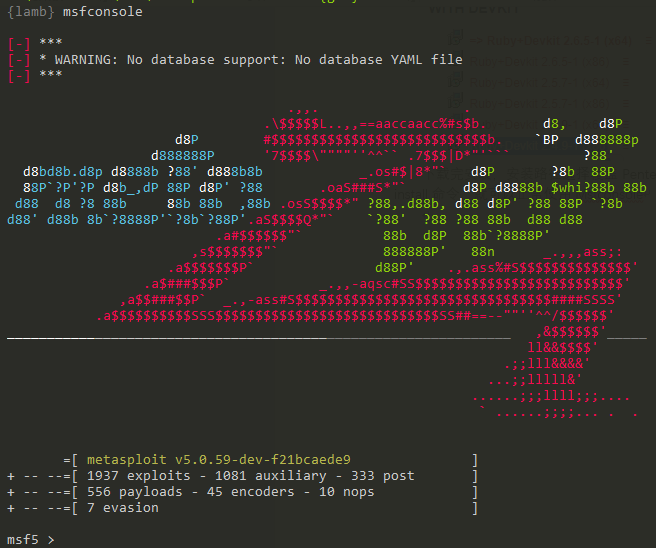 {lamb} msfconsole
[-] ***
[-] * WARNING: No database support: No database YAML file
[-] ***
=[ metasploit v5.0.59-dev-f21bcaede9 ]
+ -- --=[ 1937 exploits - 1081 auxiliary - 333 post ]
+ -- --=[ 556 payloads - 45 encoders - 10 nops ]
+ -- --=[ 7 evasion ]
msf5 >